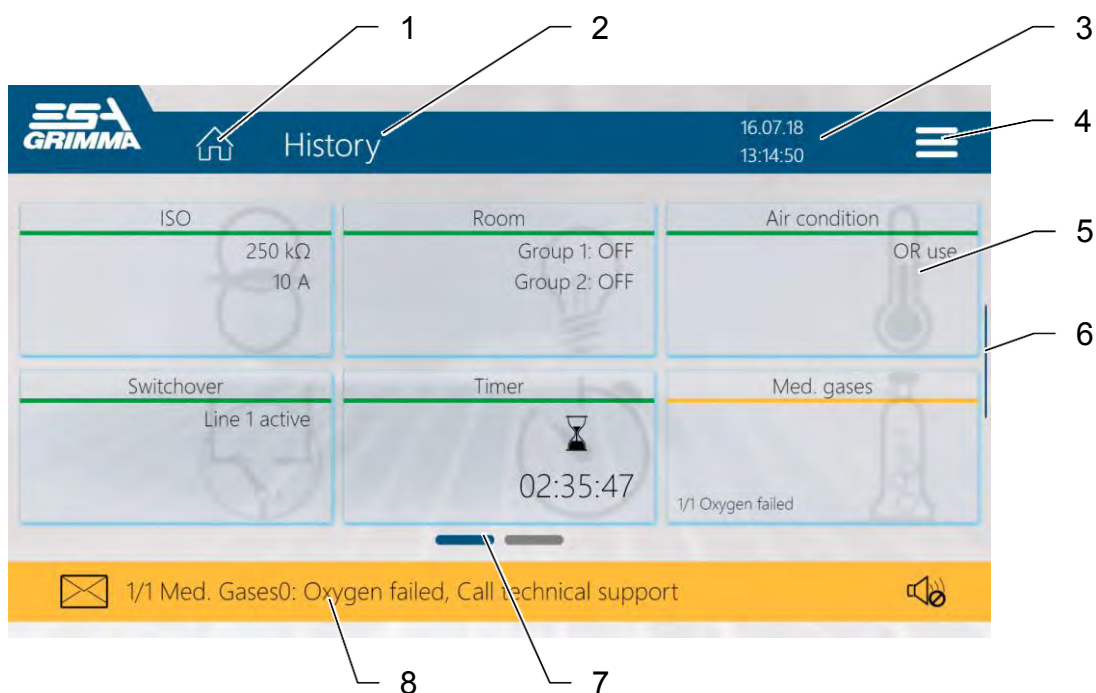 1 2 3
ESA
GRIMMA
History
16.07.18
13:14:50
4
ISO
250 kΩ
10 A
Room
Group 1: OFF
Group 2: OFF
Air condition
OR use
5
6
Switchover
Line 1 active
Timer
02:35:47
Med. gases
1/1 Oxygen failed
1/1 Med. Gases0: Oxygen failed, Call technical support
8 7